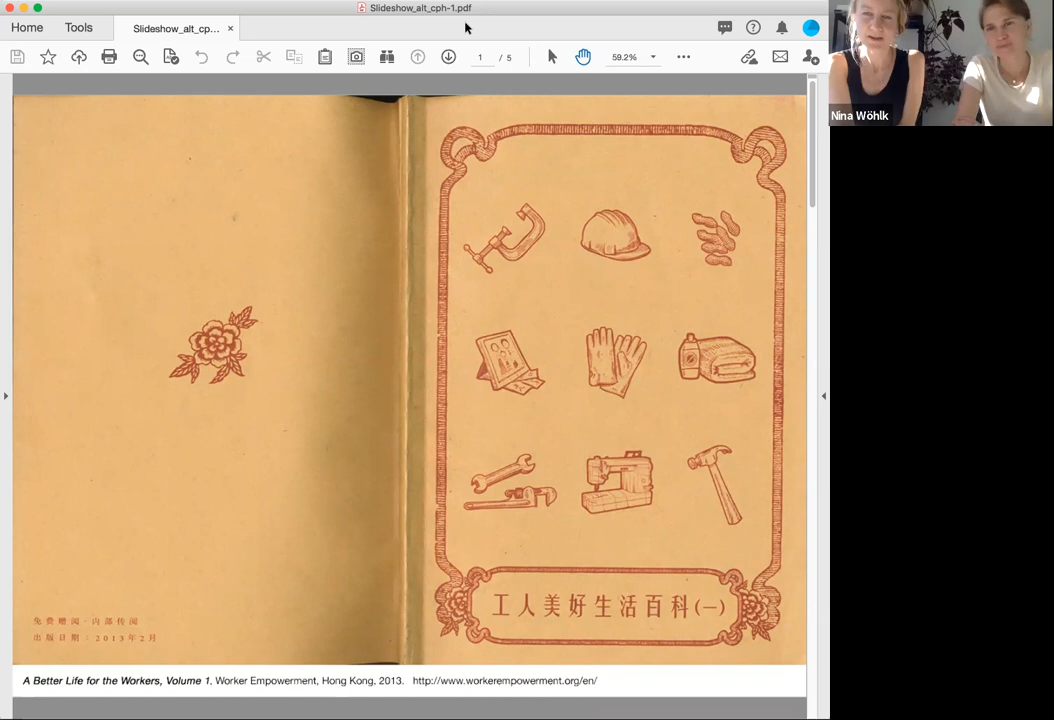 Slideshow_alt_cph-1.pdf
Home
Tools
Slideshow_alt_cp... ×
1 / 5
59.2%
Nina Wöhlk
工人美好生活百科(一)
免费赠阅·内部传阅
出版日期：2013年2月
A Better Life for the Workers, Volume 1, Worker Empowerment, Hong Kong, 2013. http://www.workerempowerment.org/en/